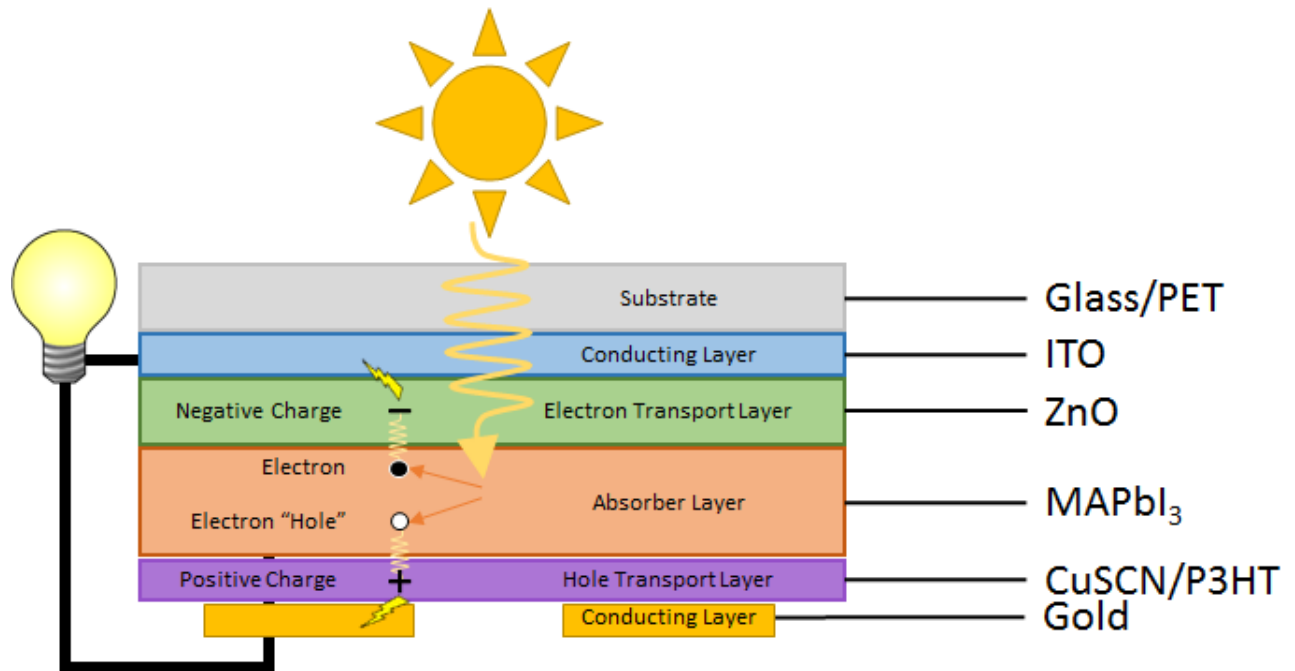 Substrate
Glass/PET
Conducting Layer
ITO
Negative Charge
Electron Transport Layer
ZnO
Electron
Absorber Layer
MAPbI₃
Electron “Hole”
Positive Charge
Hole Transport Layer
CuSCN/P3HT
Conducting Layer
Gold